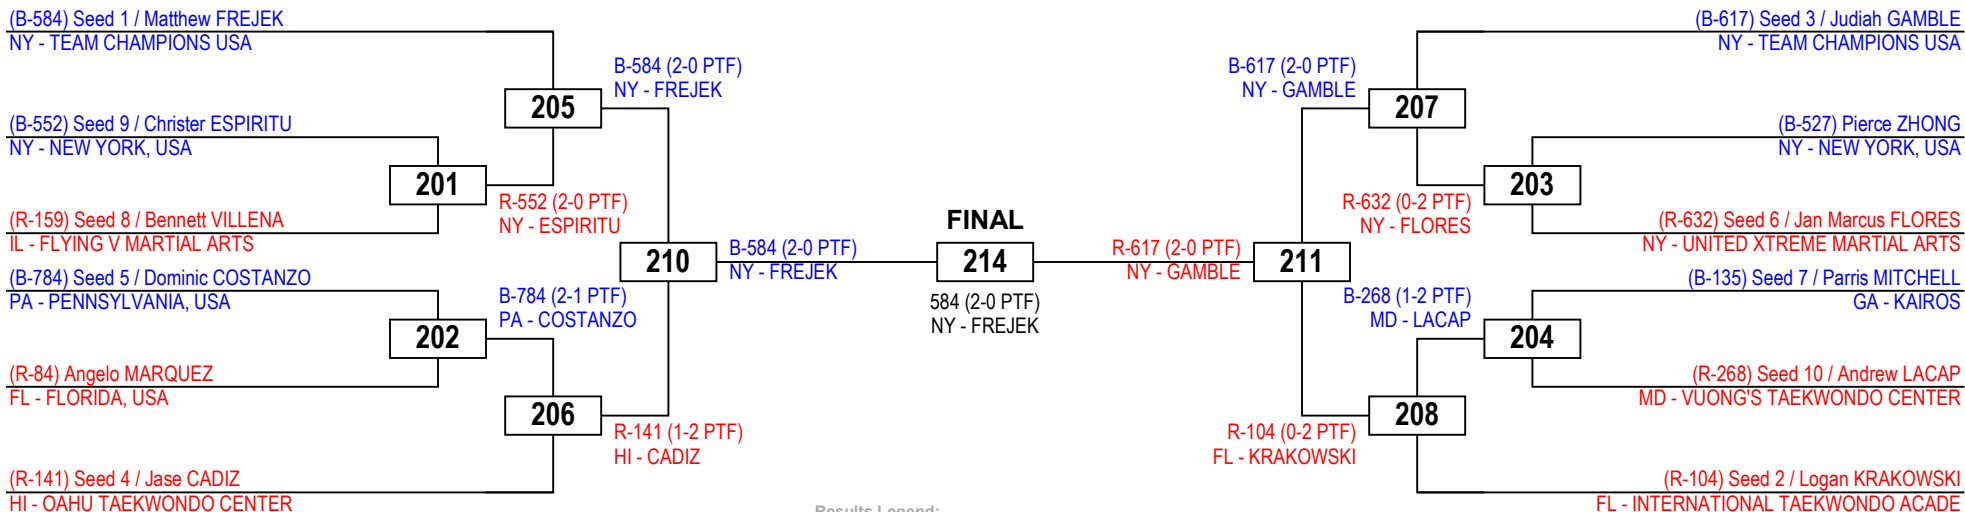 (B-584) Seed 1 / Matthew FREJEK
NY - TEAM CHAMPIONS USA
(B-552) Seed 9 / Christer ESPIRITU
NY - NEW YORK, USA
(R-159) Seed 8 / Bennett VILLENA
IL - FLYING V MARTIAL ARTS
(B-784) Seed 5 / Dominic COSTANZO
PA - PENNSYLVANIA, USA
(R-84) Angelo MARQUEZ
FL - FLORIDA, USA
(R-141) Seed 4 / Jase CADIZ
HI - OAHU TAEKWONDO CENTER
201
202
R-552 (2-0 PTF)
NY - ESPIRITU
B-784 (2-1 PTF)
PA - COSTANZO
205
206
B-584 (2-0 PTF)
NY - FREJEK
R-141 (1-2 PTF)
HI - CADIZ
210
B-584 (2-0 PTF)
NY - FREJEK
FINAL
214
584 (2-0 PTF)
NY - FREJEK
R-617 (2-0 PTF)
NY - GAMBLE
211
B-617 (2-0 PTF)
NY - GAMBLE
R-104 (0-2 PTF)
FL - KRAKOWSKI
207
208
R-632 (0-2 PTF)
NY - FLORES
B-268 (1-2 PTF)
MD - LACAP
203
204
(B-617) Seed 3 / Judiah GAMBLE
NY - TEAM CHAMPIONS USA
(B-527) Pierce ZHONG
NY - NEW YORK, USA
(R-632) Seed 6 / Jan Marcus FLORES
NY - UNITED XTREME MARTIAL ARTS
(B-135) Seed 7 / Parris MITCHELL
GA - KAIROS
(R-268) Seed 10 / Andrew LACAP
MD - VUONG'S TAEKWONDO CENTER
(R-104) Seed 2 / Logan KRAKOWSKI
FL - INTERNATIONAL TAEKWONDO ACADE
Results Legend: